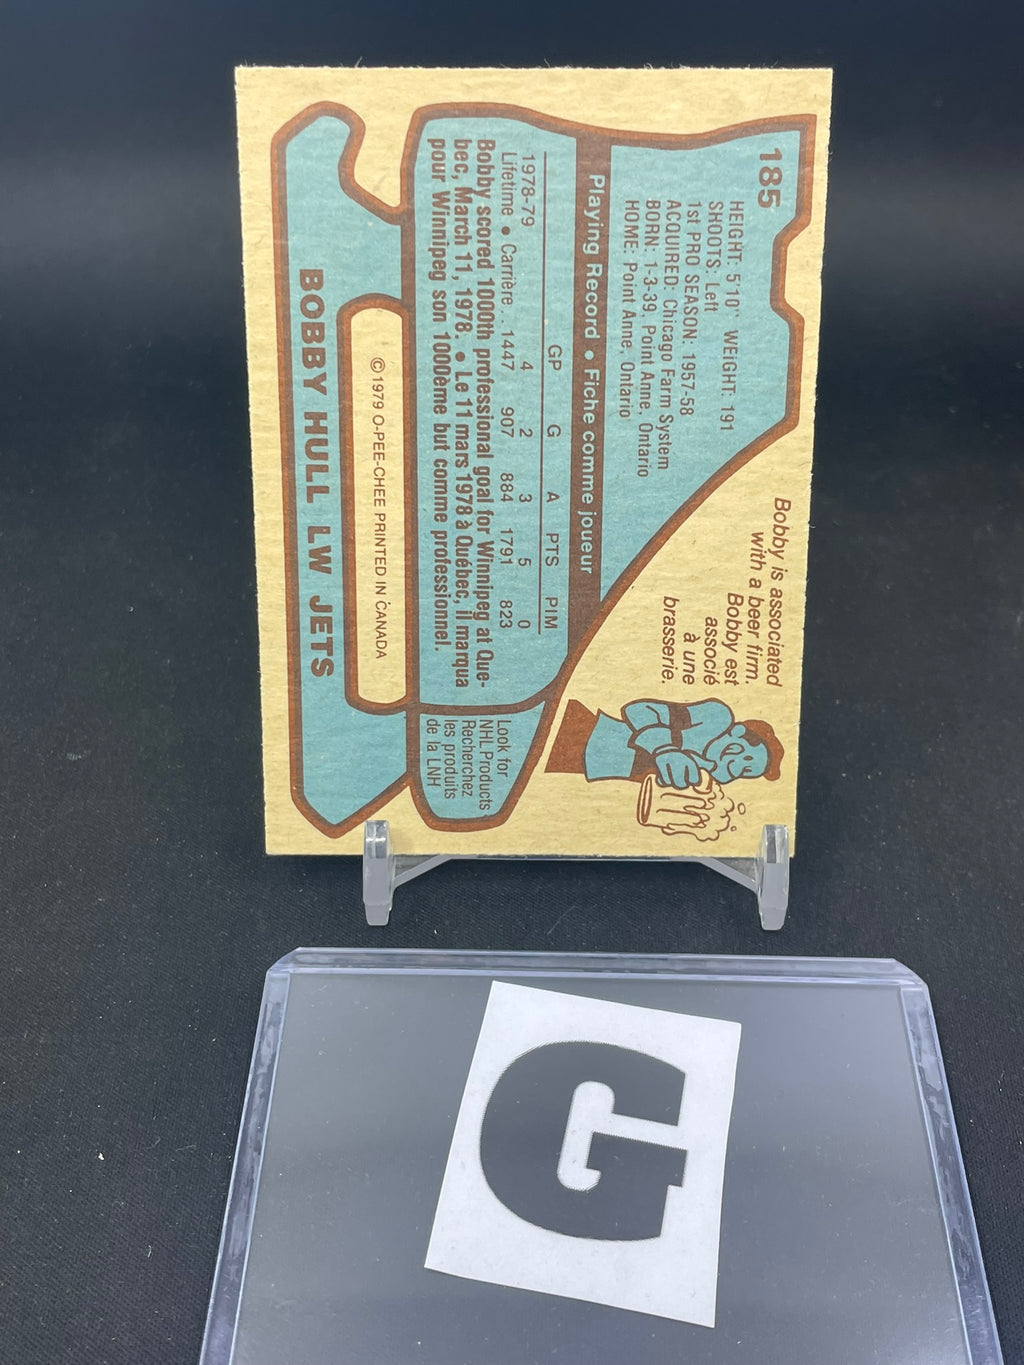 185
HEIGHT: 5'10" WEIGHT: 191
SHOOTS: Left
1st PRO SEASON: 1957-58
ACQUIRED: Chicago Farm System
BORN: 1-3-39, Point Anne, Ontario
HOME: Point Anne, Ontario
Bobby is associated
with a beer firm.
Bobby est
associé
à une
brasserie.
Playing Record • Fiche comme joueur
GP G A PTS PIM
1978-79 4 2 3 5 0
Lifetime • Carrière .. 1447 907 884 1791 823
Bobby scored 1000th professional goal for Winnipeg at Que-
bec, March 11, 1978. • Le 11 mars 1978 à Québec, il marqua
pour Winnipeg son 1000ème but comme professionnel.
Look for
NHL Products
Recherchez
les produits
de la LNH
© 1979 O-PEE-CHEE PRINTED IN CANADA
BOBBY HULL LW JETS
G